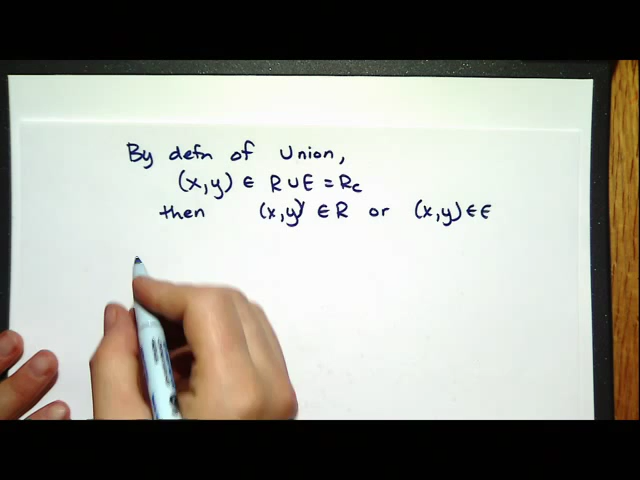 By defn of Union,
(x,y) ∈ R ∪ E = Rc
then (x,y) ∈ R or (x,y) ∈ E